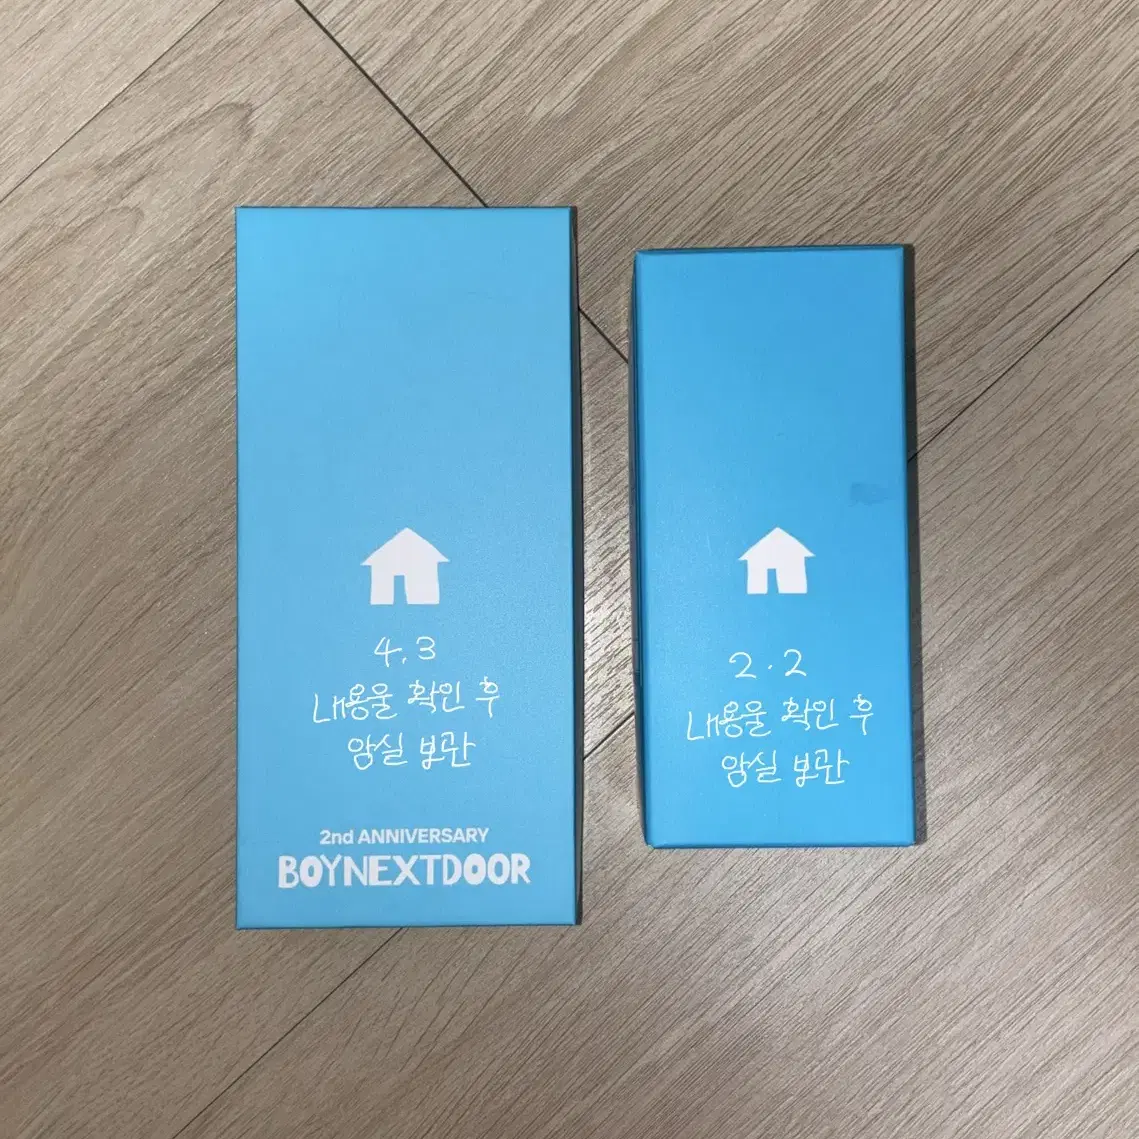 4.3
내용물 확인 후
암실 보관
2nd ANNIVERSARY
BOYNEXTDOOR
2.2
내용물 확인 후
암실 보관